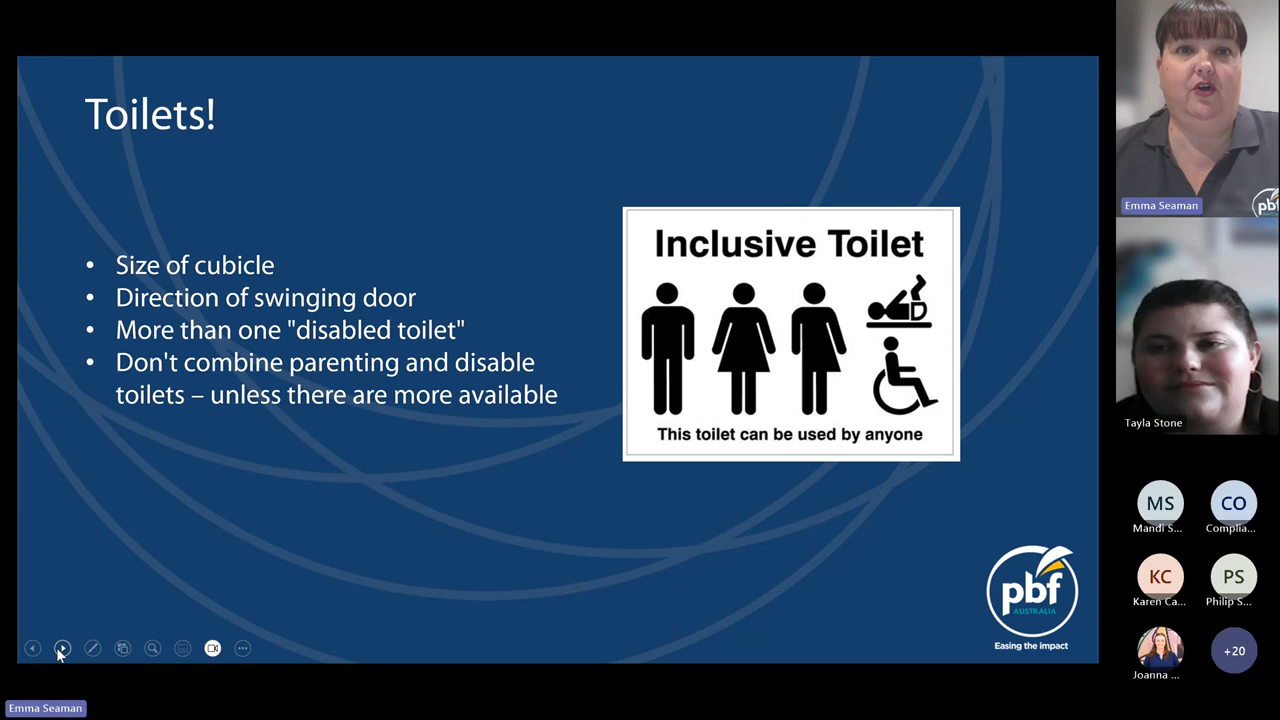 Toilets!
• Size of cubicle
• Direction of swinging door
• More than one "disabled toilet"
• Don't combine parenting and disable
toilets – unless there are more available
Inclusive Toilet
This toilet can be used by anyone
pbf
AUSTRALIA
Easing the impact
Emma Seaman
pbf
Tayla Stone
MS
CO
Mandi S...
Complia...
KC
PS
Karen Ca...
Philip S...
Joanna ...
+20
Emma Seaman